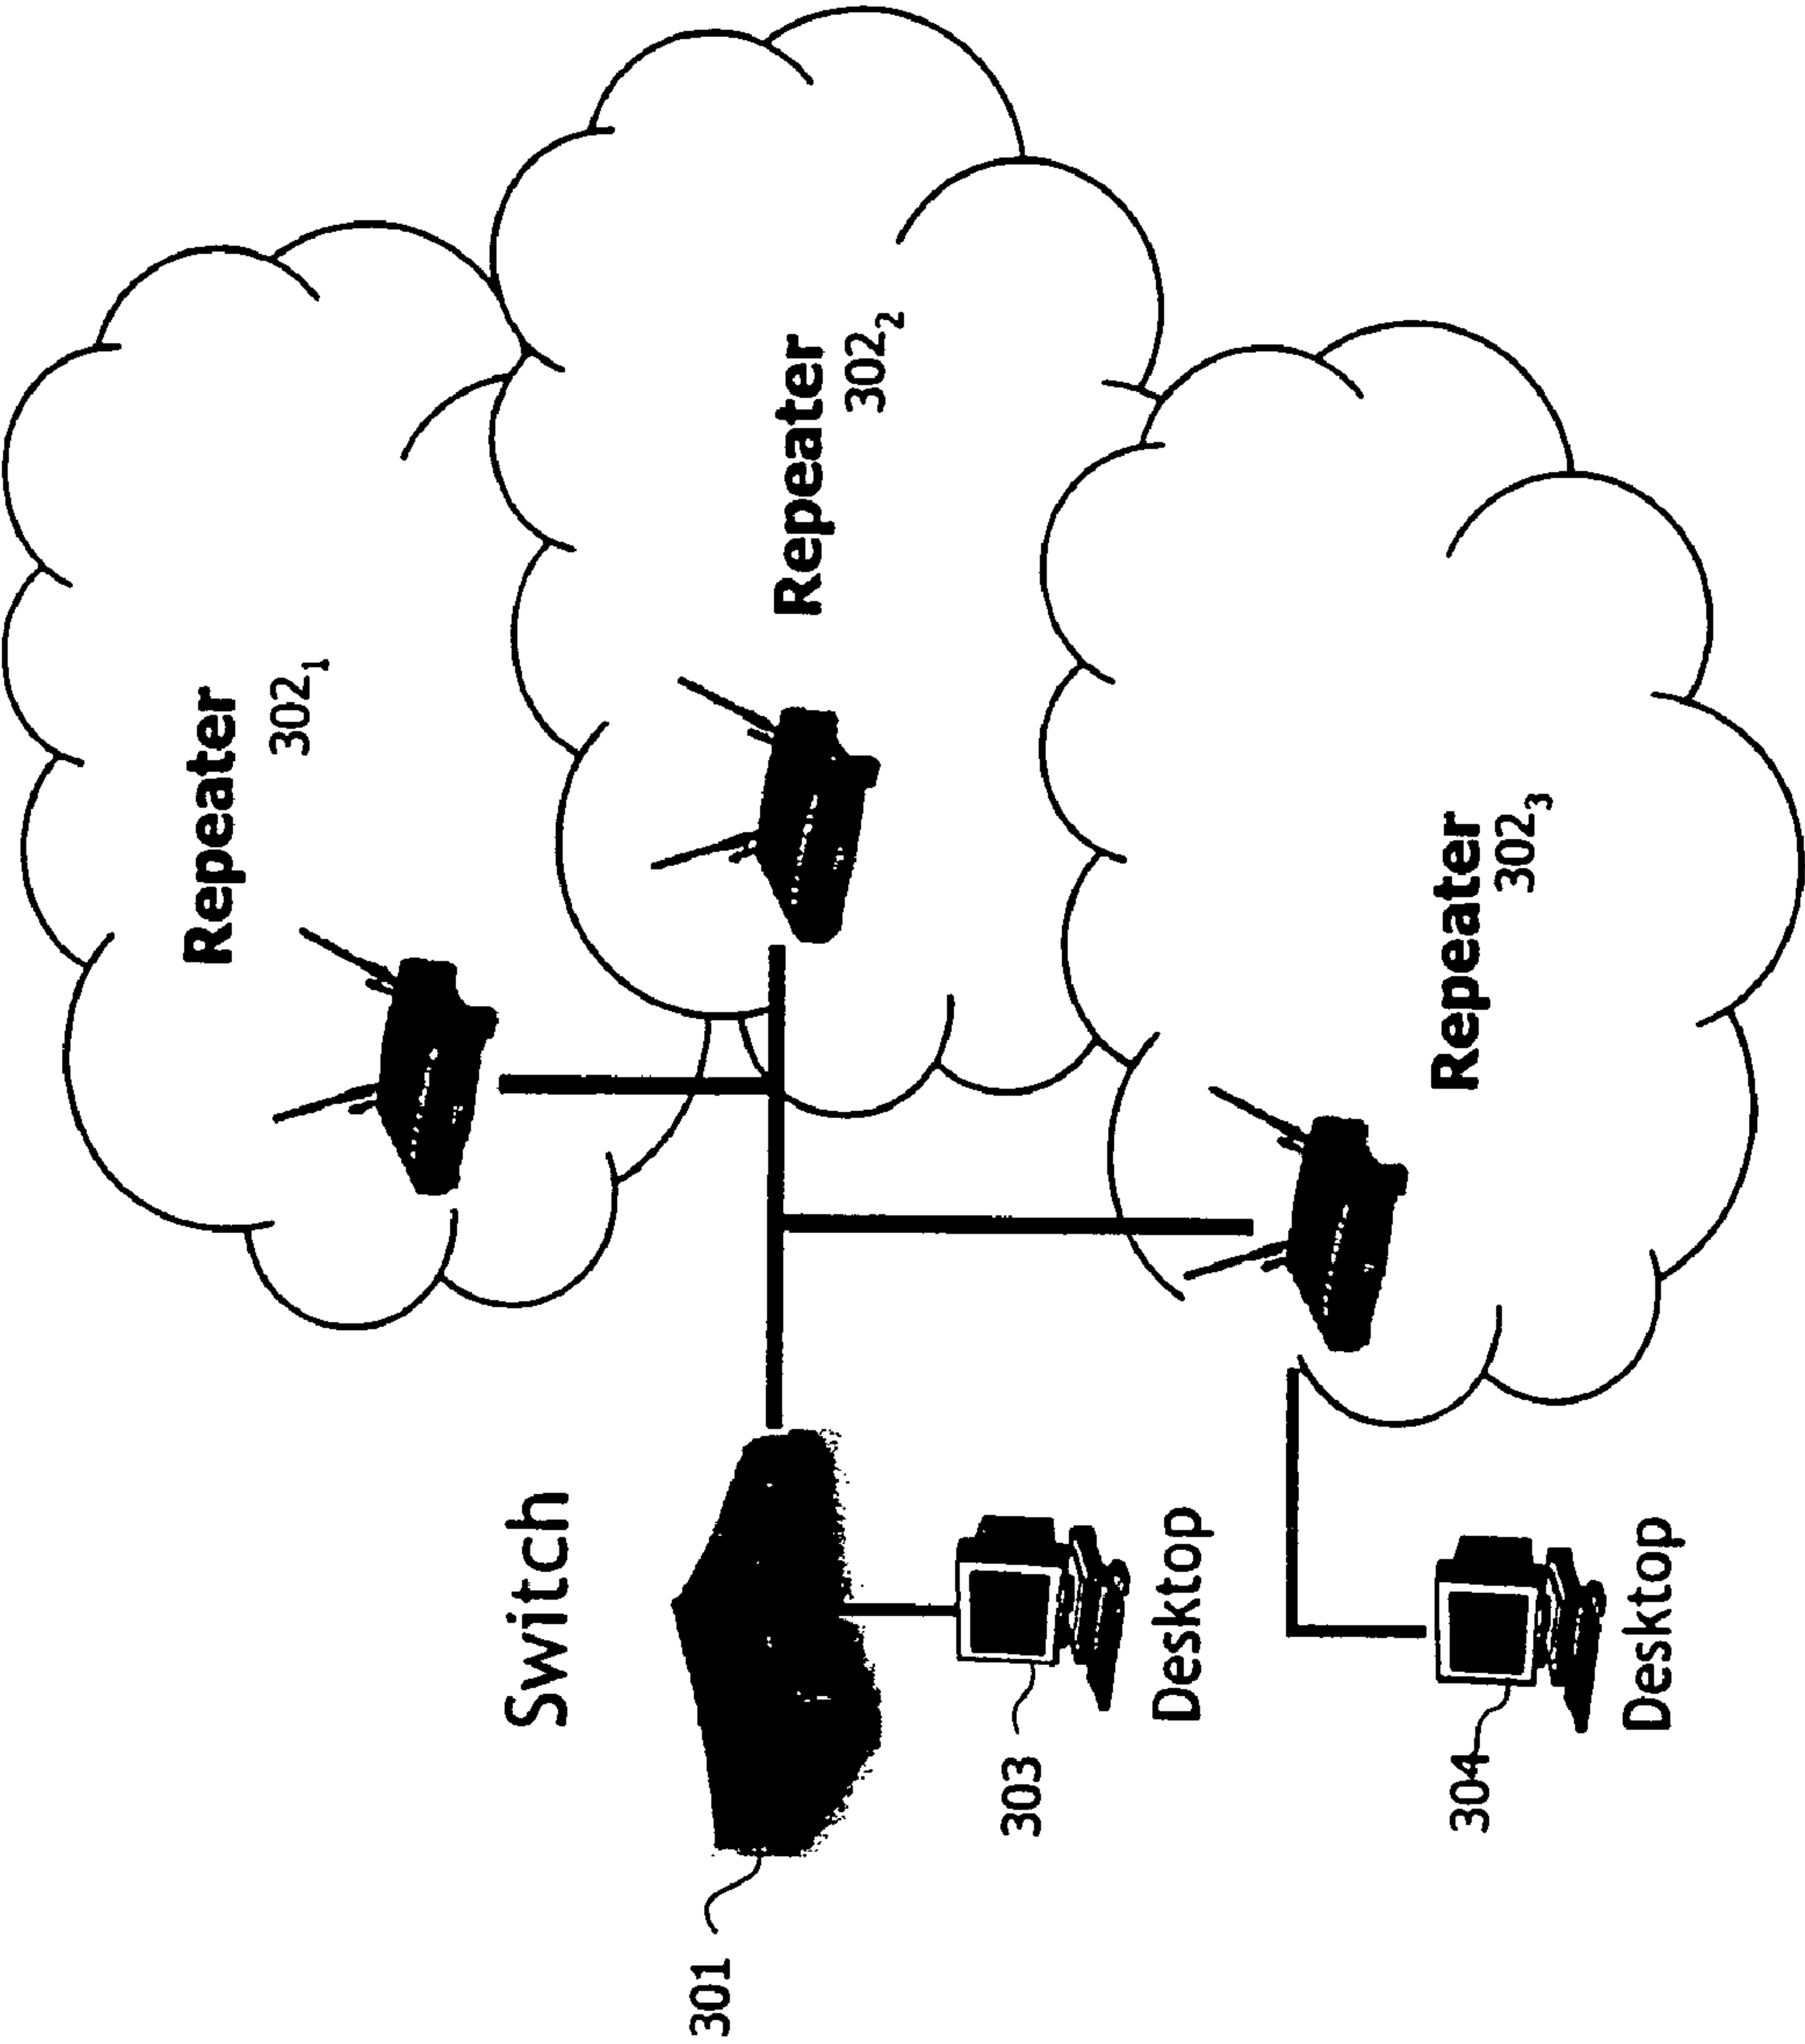 Repeater
302₁
Repeater
302₂
Repeater
302₃
Switch
301
303
Desktop
304
Desktop